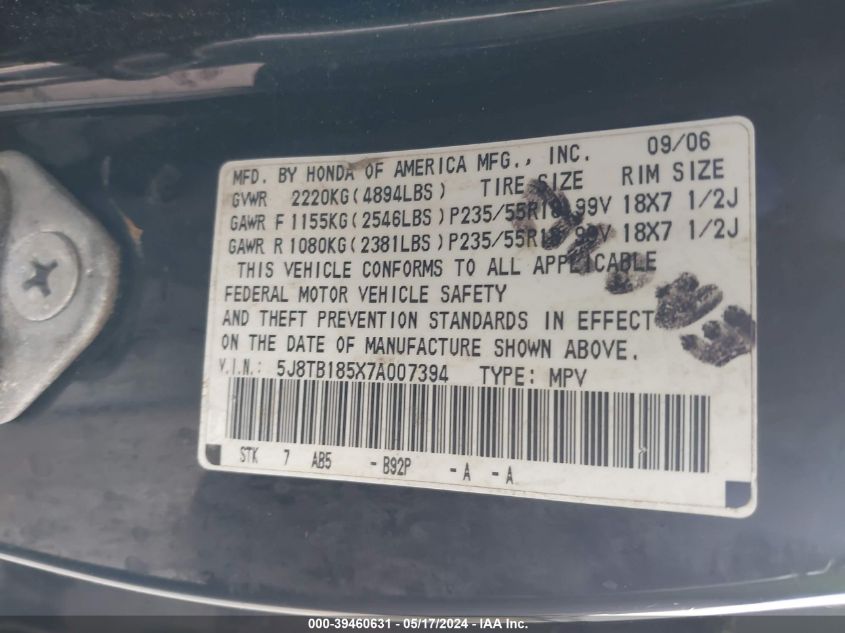 MFD. BY HONDA OF AMERICA MFG., INC. 09/06
GVWR 2220KG(4894LBS) TIRE SIZE RIM SIZE
GAWR F 1155KG(2546LBS)P235/55R18 99V 18X7 1/2J
GAWR R 1080KG(2381LBS)P235/55R18 99V 18X7 1/2J
THIS VEHICLE CONFORMS TO ALL APPLICABLE
FEDERAL MOTOR VEHICLE SAFETY
AND THEFT PREVENTION STANDARDS IN EFFECT
ON THE DATE OF MANUFACTURE SHOWN ABOVE.
V.I.N.: 5J8TB185X7A007394 TYPE: MPV
STK 7 AB5 -B92P -A -A
000-39460631 - 05/17/2024 - IAA Inc.